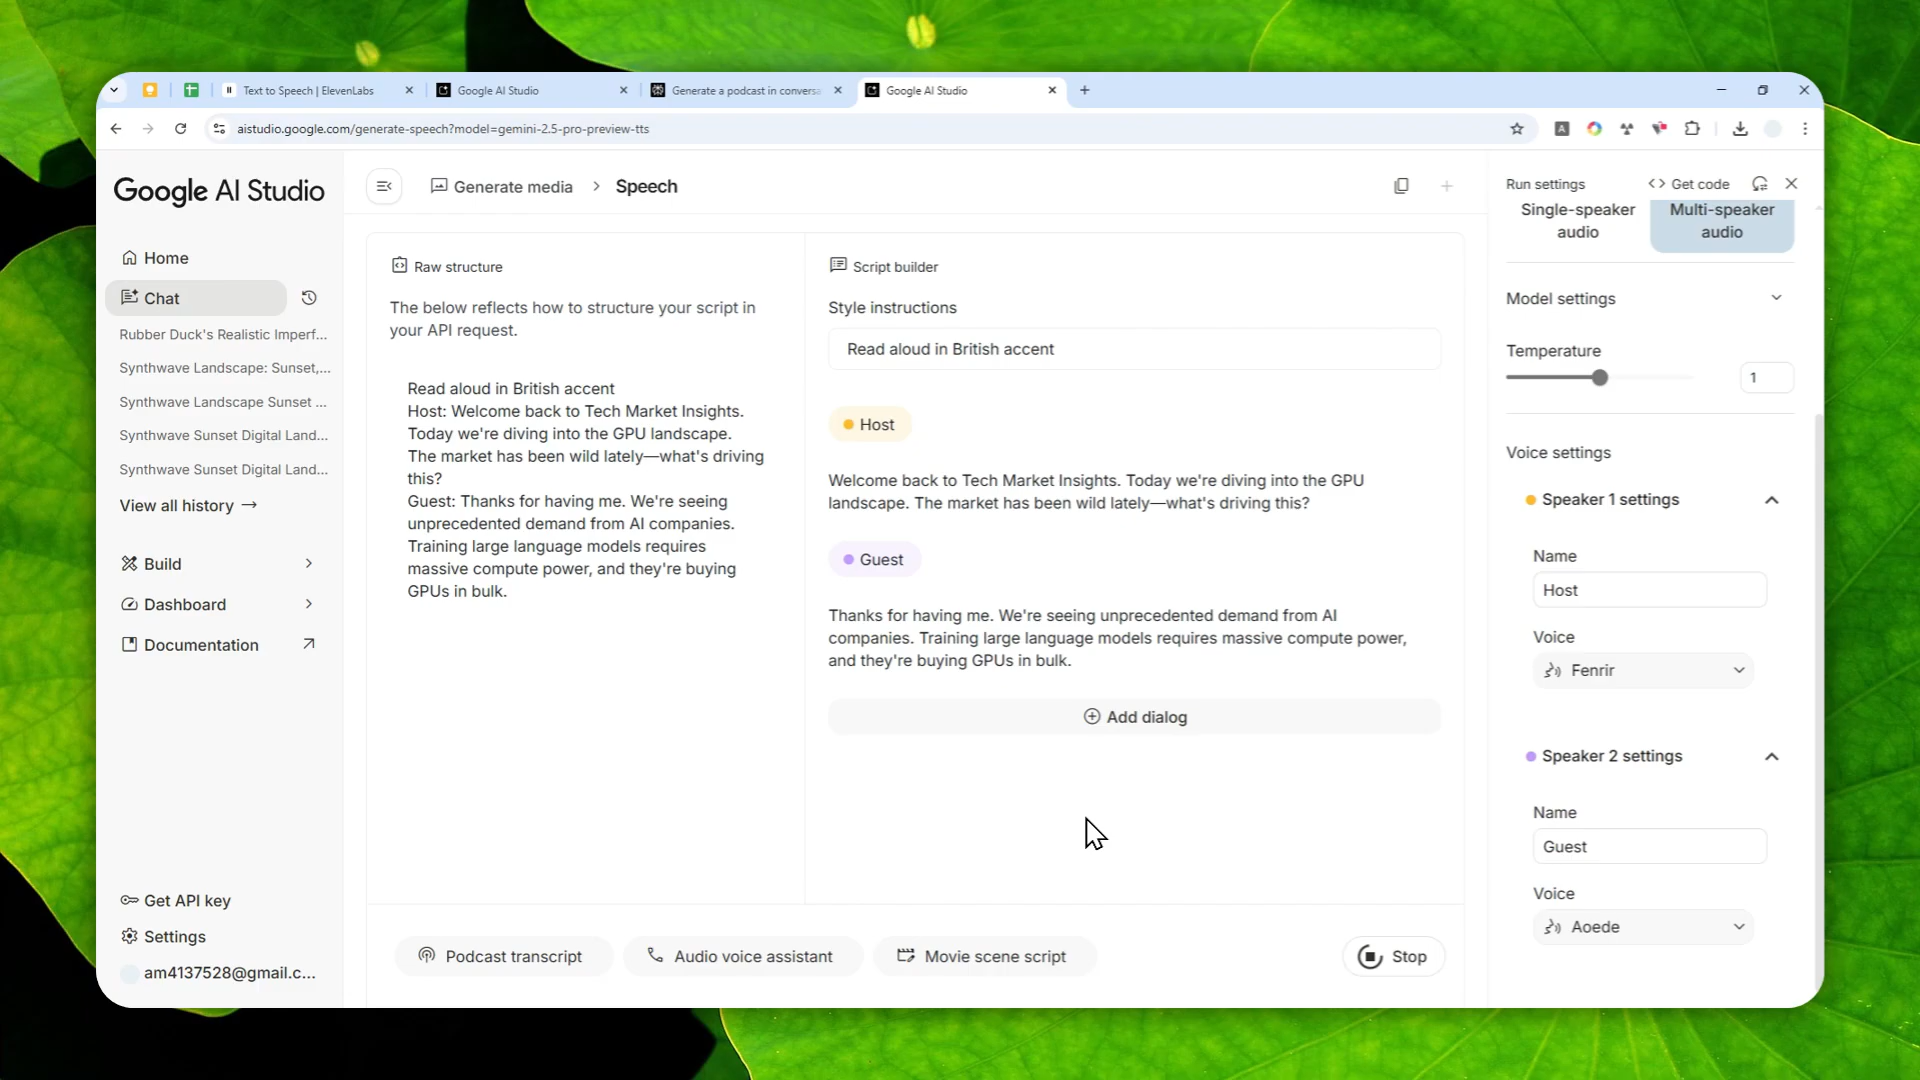 Text to Speech | ElevenLabs
Google AI Studio
Generate a podcast in convers
Google AI Studio
aistudio.google.com/generate-speech?model=gemini-2.5-pro-preview-tts
Google AI Studio
Home
Chat
Rubber Duck's Realistic Imperf...
Synthwave Landscape: Sunset,...
Synthwave Landscape Sunset ...
Synthwave Sunset Digital Land...
Synthwave Sunset Digital Land...
View all history →
Build
Dashboard
Documentation
Get API key
Settings
am4137528@gmail.c...
Generate media > Speech
Raw structure
The below reflects how to structure your script in
your API request.
Read aloud in British accent
Host: Welcome back to Tech Market Insights.
Today we're diving into the GPU landscape.
The market has been wild lately—what's driving
this?
Guest: Thanks for having me. We're seeing
unprecedented demand from AI companies.
Training large language models requires
massive compute power, and they're buying
GPUs in bulk.
Script builder
Style instructions
Read aloud in British accent
Host
Welcome back to Tech Market Insights. Today we're diving into the GPU
landscape. The market has been wild lately—what's driving this?
Guest
Thanks for having me. We're seeing unprecedented demand from AI
companies. Training large language models requires massive compute power,
and they're buying GPUs in bulk.
Add dialog
Podcast transcript
Audio voice assistant
Movie scene script
Stop
Run settings
<> Get code
Single-speaker
audio
Multi-speaker
audio
Model settings
Temperature
1
Voice settings
Speaker 1 settings
Name
Host
Voice
Fenrir
Speaker 2 settings
Name
Guest
Voice
Aoede